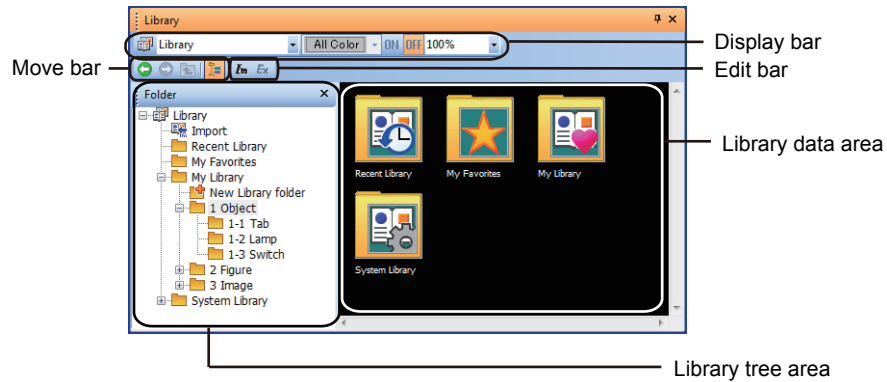 Library
Library
All Color
ON
OFF
100%
Display bar
Move bar
Im
Ex
Edit bar
Folder
Library
Import
Recent Library
My Favorites
My Library
New Library folder
1 Object
1-1 Tab
1-2 Lamp
1-3 Switch
2 Figure
3 Image
System Library
Recent Library
My Favorites
My Library
System Library
Library data area
Library tree area